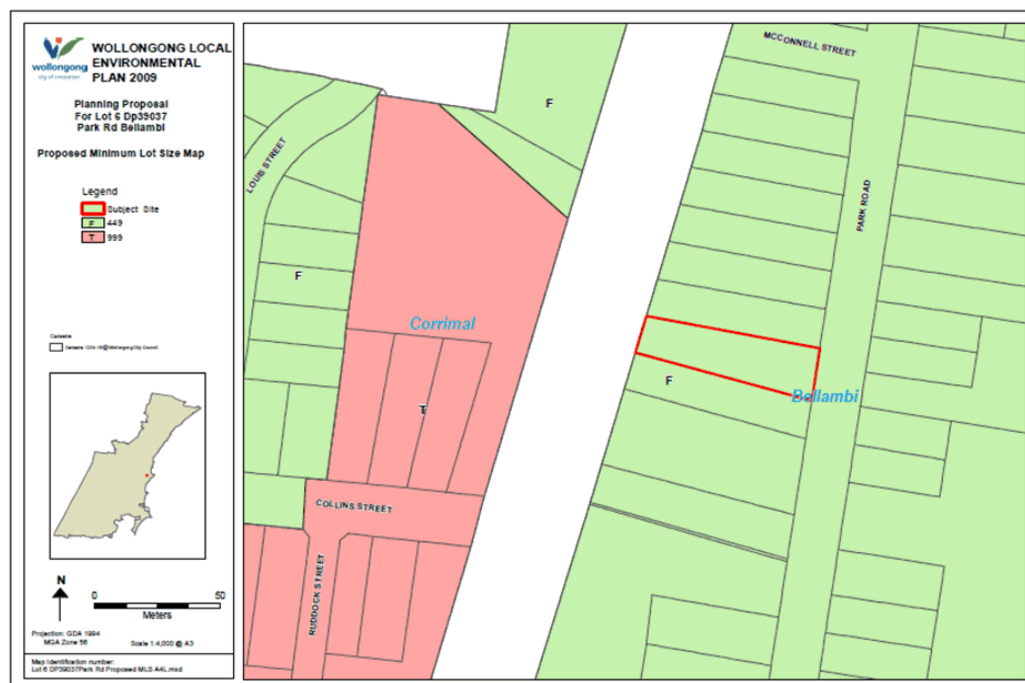 wollongong
city of innovation
WOLLONGONG LOCAL
ENVIRONMENTAL
PLAN 2009
Planning Proposal
For Lot 6 Dp39037
Park Rd Bellambi
Proposed Minimum Lot Size Map
Legend
Subject Site
F 449
T 999
Cadastre
N
0 50
Meters
Projection: GDA 1994
MGA Zone 56
Scale 1:4,000 @ A3
Map Identification number:
Lot 6 DP39037Park Rd Proposed MLS A4L.mxd
MCCONNELL STREET
F
LOUIS STREET
PARK ROAD
F
Corrimal
F
Bellambi
T
COLLINS STREET
RUDDOCK STREET